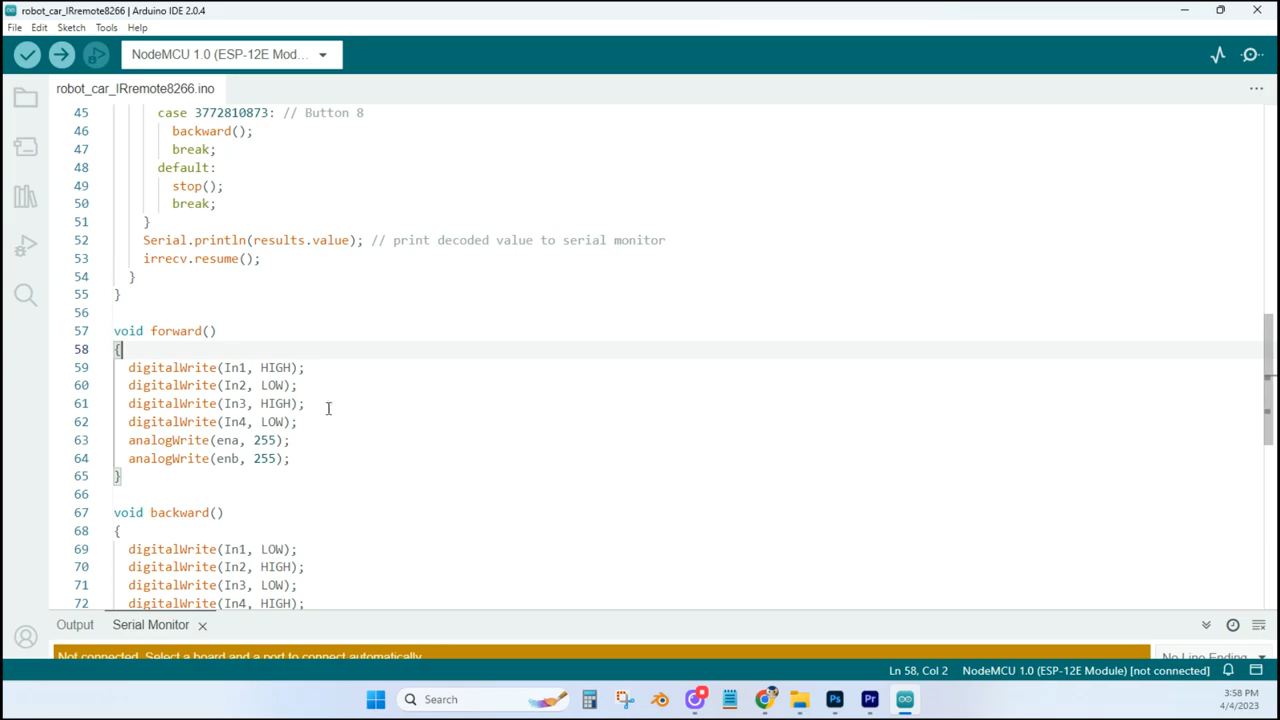 robot_car_IRremote8266 | Arduino IDE 2.0.4
File Edit Sketch Tools Help
NodeMCU 1.0 (ESP-12E Mod...
robot_car_IRremote8266.ino
45 case 3772810873: // Button 8
46 backward();
47 break;
48 default:
49 stop();
50 break;
51 }
52 Serial.println(results.value); // print decoded value to serial monitor
53 irrecv.resume();
54 }
55 }
56
57 void forward()
58 {
59 digitalWrite(In1, HIGH);
60 digitalWrite(In2, LOW);
61 digitalWrite(In3, HIGH);
62 digitalWrite(In4, LOW);
63 analogWrite(ena, 255);
64 analogWrite(enb, 255);
65 }
66
67 void backward()
68 {
69 digitalWrite(In1, LOW);
70 digitalWrite(In2, HIGH);
71 digitalWrite(In3, LOW);
72 digitalWrite(In4, HIGH);
Output Serial Monitor
Not connected. Select a board and a port to connect automatically. No Line Ending
Ln 58, Col 2 NodeMCU 1.0 (ESP-12E Module) [not connected]
Search
Ps
Pr
3:58 PM
4/4/2023